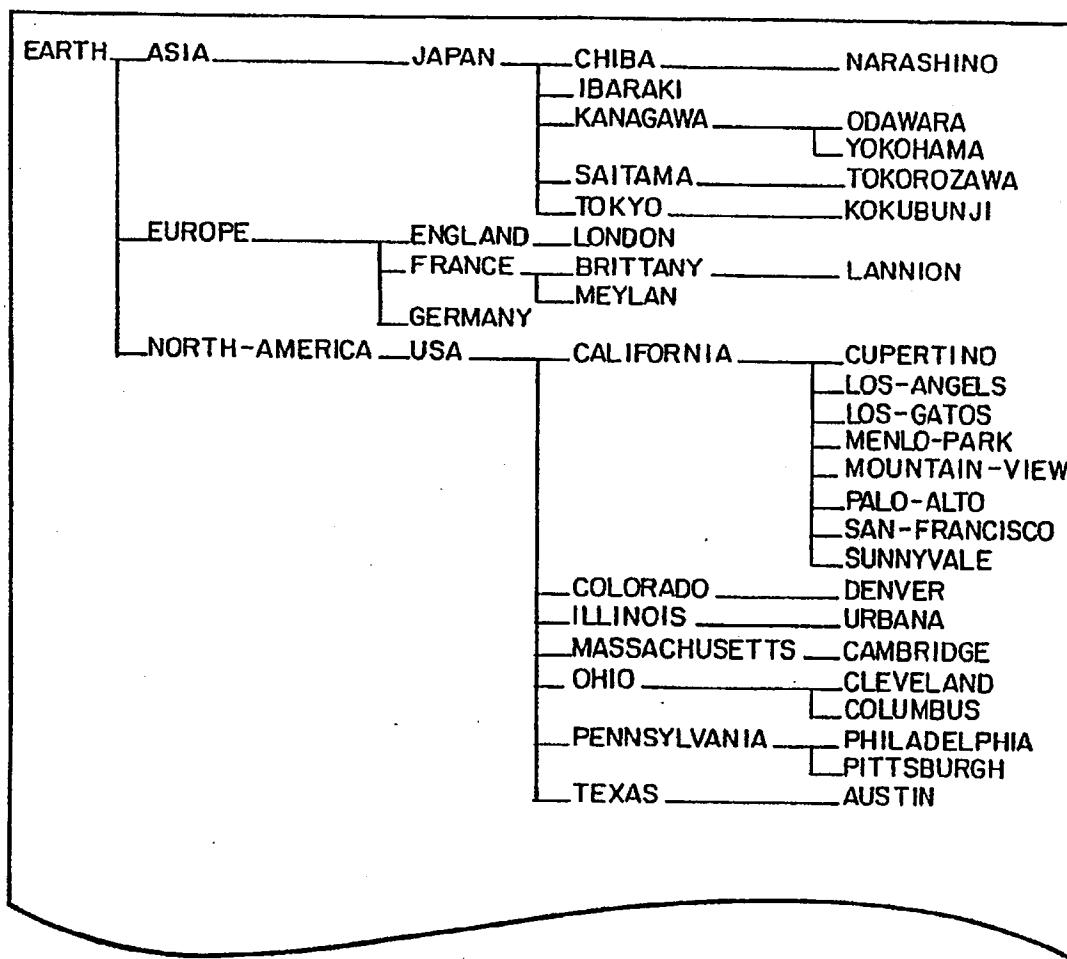 EARTH ASIA JAPAN CHIBA NARASHINO
IBARAKI
KANAGAWA ODAWARA
YOKOHAMA
SAITAMA TOKOROZAWA
TOKYO KOKUBUNJI
EUROPE ENGLAND LONDON
FRANCE BRITTANY LANNION
MEYLAN
GERMANY
NORTH-AMERICA USA CALIFORNIA CUPERTINO
LOS-ANGELS
LOS-GATOS
MENLO-PARK
MOUNTAIN-VIEW
PALO-ALTO
SAN-FRANCISCO
SUNNYVALE
COLORADO DENVER
ILLINOIS URBANA
MASSACHUSETTS CAMBRIDGE
OHIO CLEVELAND
COLUMBUS
PENNSYLVANIA PHILADELPHIA
PITTSBURGH
TEXAS AUSTIN